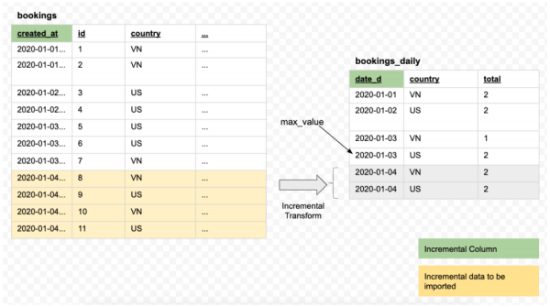 bookings
created_at id country ...
2020-01-01... 1 VN ...
2020-01-01... 2 VN ...
2020-01-02... 3 US ...
2020-01-02... 4 US ...
2020-01-03... 5 US ...
2020-01-03... 6 US ...
2020-01-03... 7 VN ...
2020-01-04... 8 VN ...
2020-01-04... 9 US ...
2020-01-04... 10 VN ...
2020-01-04... 11 US ...
bookings_daily
date_d country total
2020-01-01 VN 2
2020-01-02 US 2
2020-01-03 VN 1
2020-01-03 US 2
2020-01-04 VN 2
2020-01-04 US 2
max_value
Incremental
Transform
Incremental Column
Incremental data to be
imported